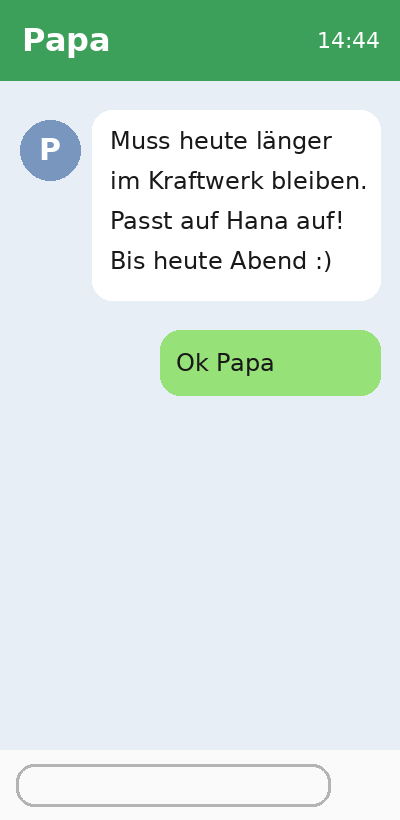 Papa 14:44
P
Muss heute länger
im Kraftwerk bleiben.
Passt auf Hana auf!
Bis heute Abend :)
Ok Papa